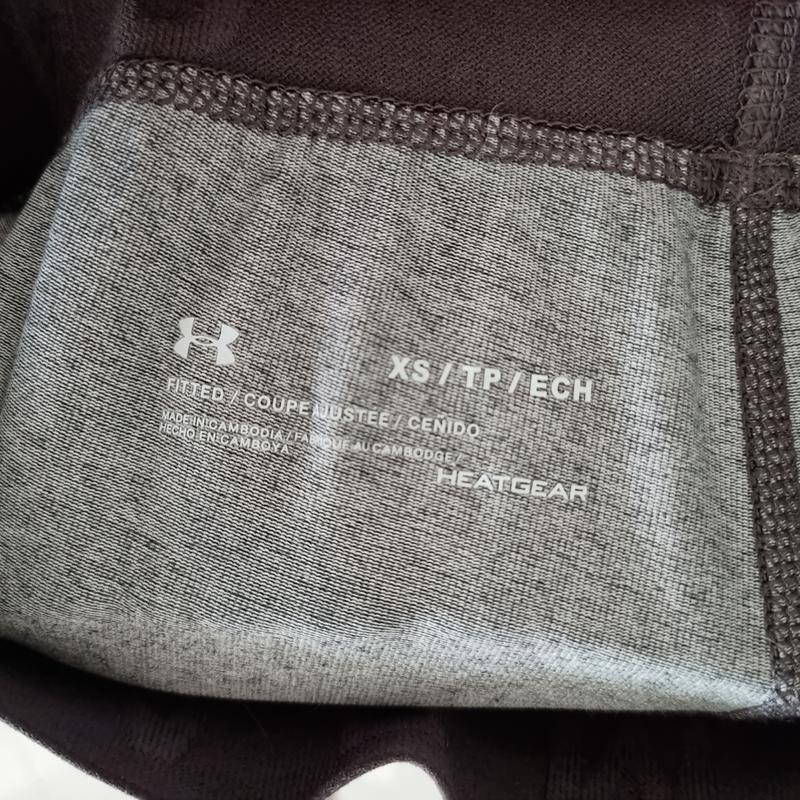 XS / TP / ECH
FITTED / COUPE AJUSTÉE / CEÑIDO
MADE IN CAMBODIA / FABRIQUÉ AU CAMBODGE /
HECHO EN CAMBOYA
HEATGEAR